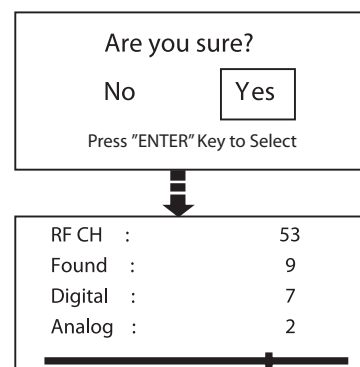 Are you sure?
No Yes
Press "ENTER" Key to Select
RF CH : 53
Found : 9
Digital : 7
Analog : 2